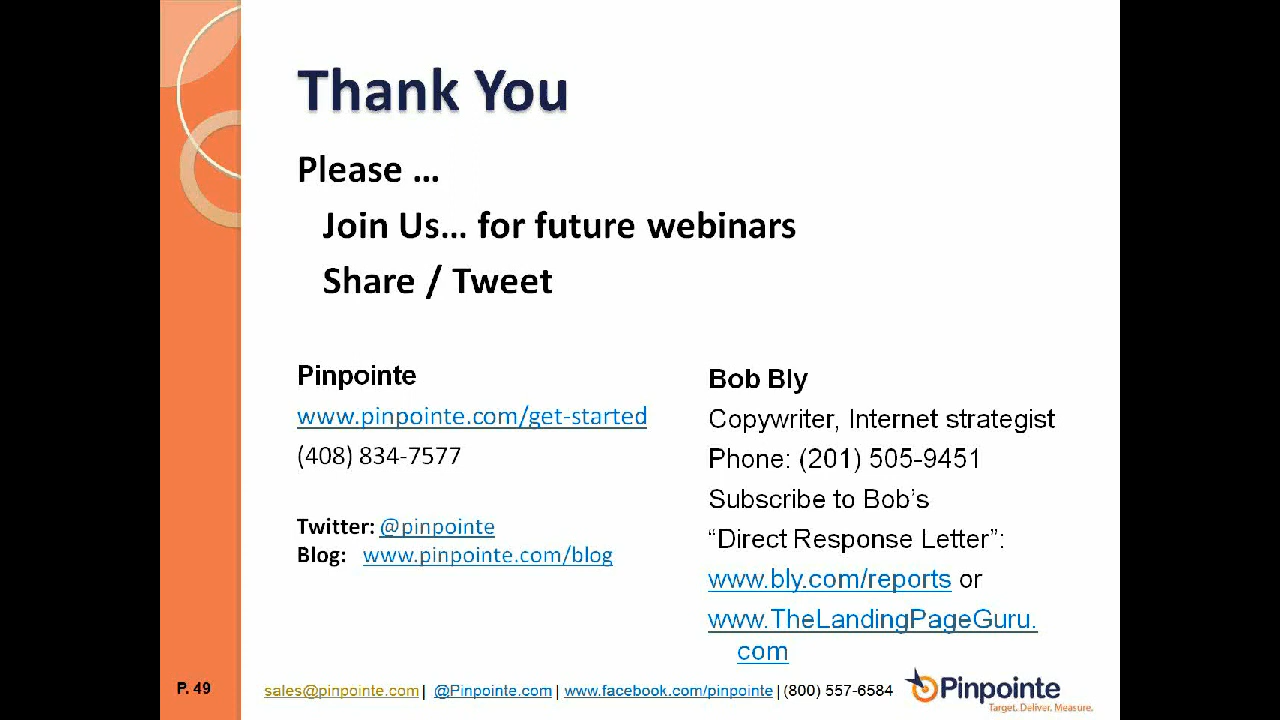 Thank You
Please ...
Join Us... for future webinars
Share / Tweet
Pinpointe
www.pinpointe.com/get-started
(408) 834-7577
Twitter: @pinpointe
Blog: www.pinpointe.com/blog
Bob Bly
Copywriter, Internet strategist
Phone: (201) 505-9451
Subscribe to Bob’s
“Direct Response Letter”:
www.bly.com/reports or
www.TheLandingPageGuru.
com
P. 49
sales@pinpointe.com | @Pinpointe.com | www.facebook.com/pinpointe | (800) 557-6584
Pinpointe
Target. Deliver. Measure.